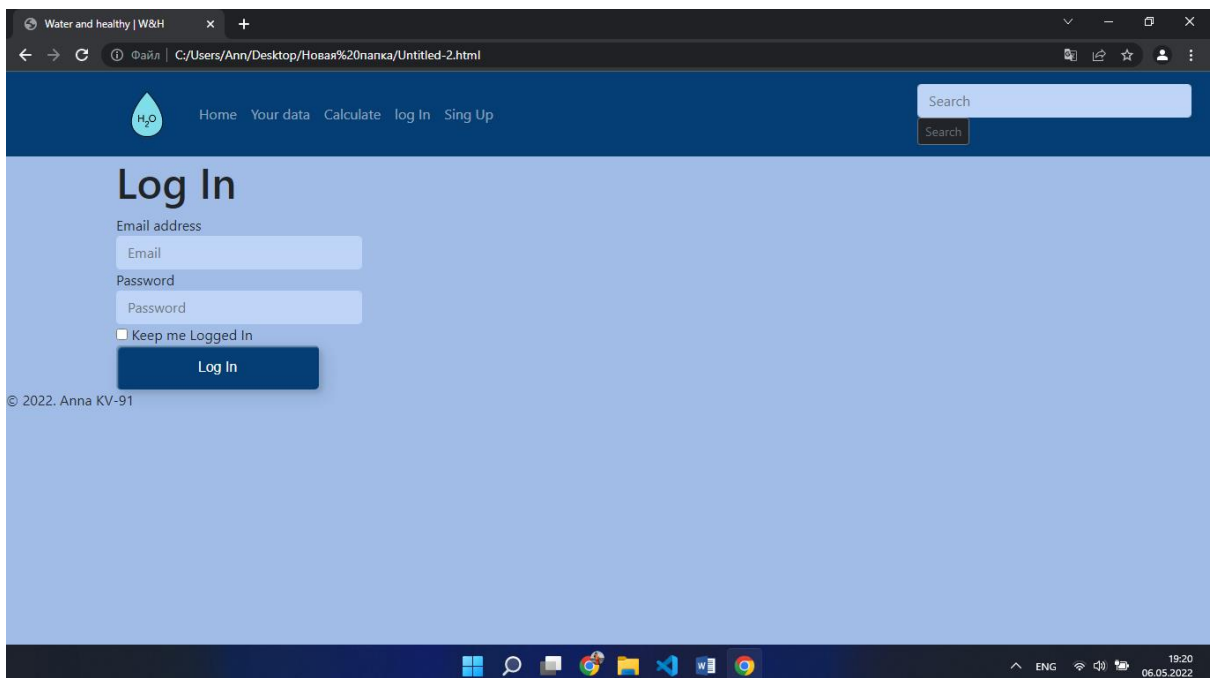 Water and healthy | W&H
Файл | C:/Users/Ann/Desktop/Новая%20папка/Untitled-2.html
H₂O
Home Your data Calculate log In Sing Up
Search
Search
Log In
Email address
Email
Password
Password
Keep me Logged In
Log In
© 2022. Anna KV-91
ENG
19:20
06.05.2022